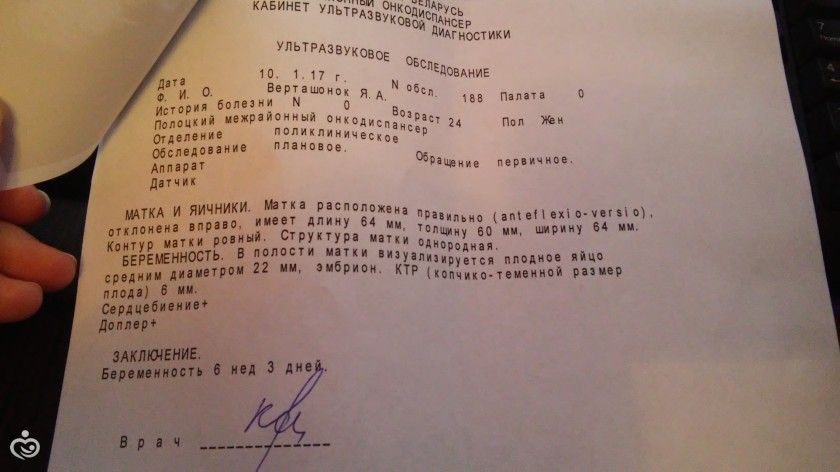 БЕЛАРУСЬ
ОНКОДИСПАНСЕР
КАБИНЕТ УЛЬТРАЗВУКОВОЙ ДИАГНОСТИКИ
УЛЬТРАЗВУКОВОЕ ОБСЛЕДОВАНИЕ
Дата 10. 1.17 г. N обсл. 188 Палата 0
Ф. И. О. Верташонок Я.А.
История болезни N 0 Возраст 24 Пол Жен
Полоцкий межрайонный онкодиспансер
Отделение поликлиническое
Обследование плановое. Обращение первичное.
Аппарат
Датчик
МАТКА И ЯИЧНИКИ. Матка расположена правильно (anteflexio-versio),
отклонена вправо, имеет длину 64 мм, толщину 60 мм, ширину 64 мм.
Контур матки ровный. Структура матки однородная.
БЕРЕМЕННОСТЬ. В полости матки визуализируется плодное яйцо
средним диаметром 22 мм, эмбрион. КТР (копчико-теменной размер
плода) 6 мм.
Сердцебиение+
Доплер+
ЗАКЛЮЧЕНИЕ.
Беременность 6 нед 3 дней.
Врач